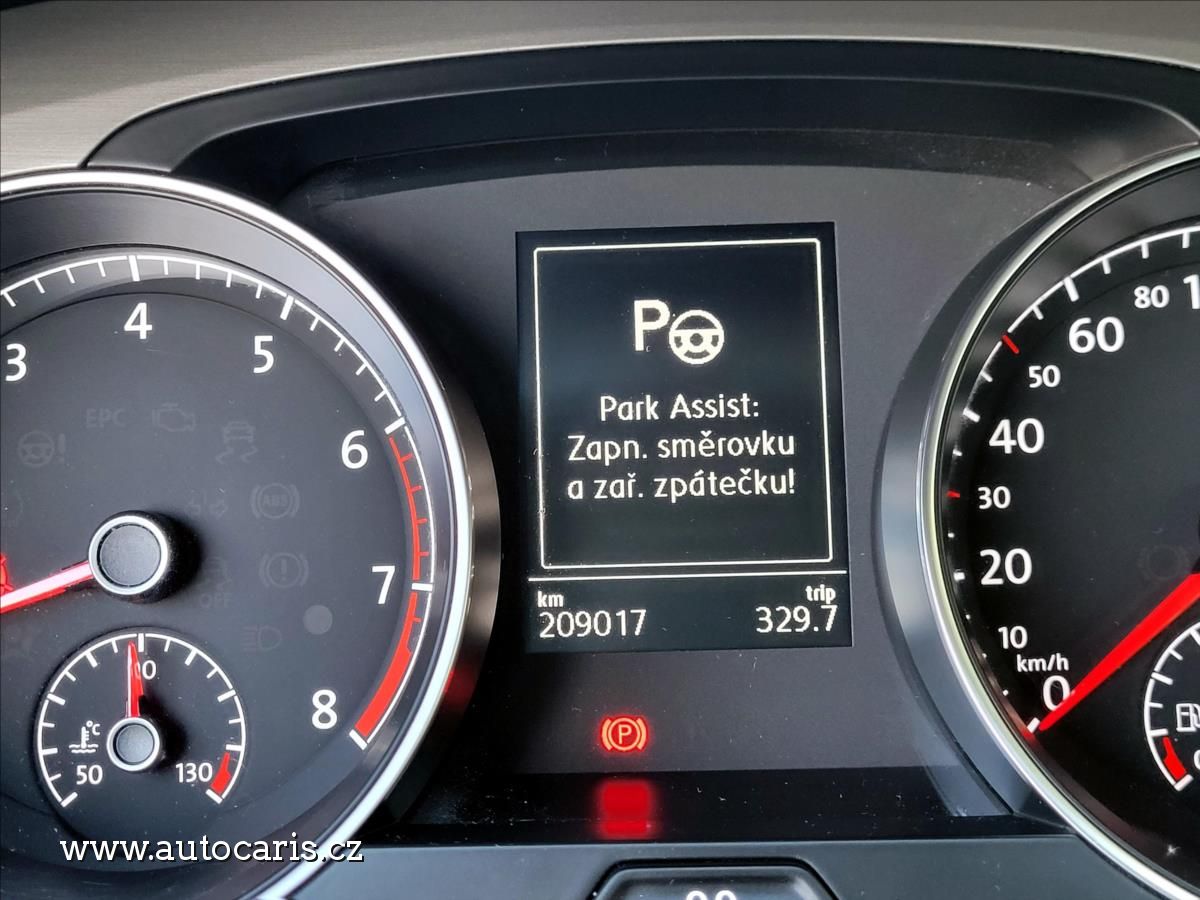 P
Park Assist:
Zapn. směrovku
a zař. zpátečku!
km
trip
209017
329.7
P
3
4
5
6
7
8
EPC
ABS
OFF
°C
50
90
130
80
60
50
40
30
20
10
km/h
0
www.autocaris.cz